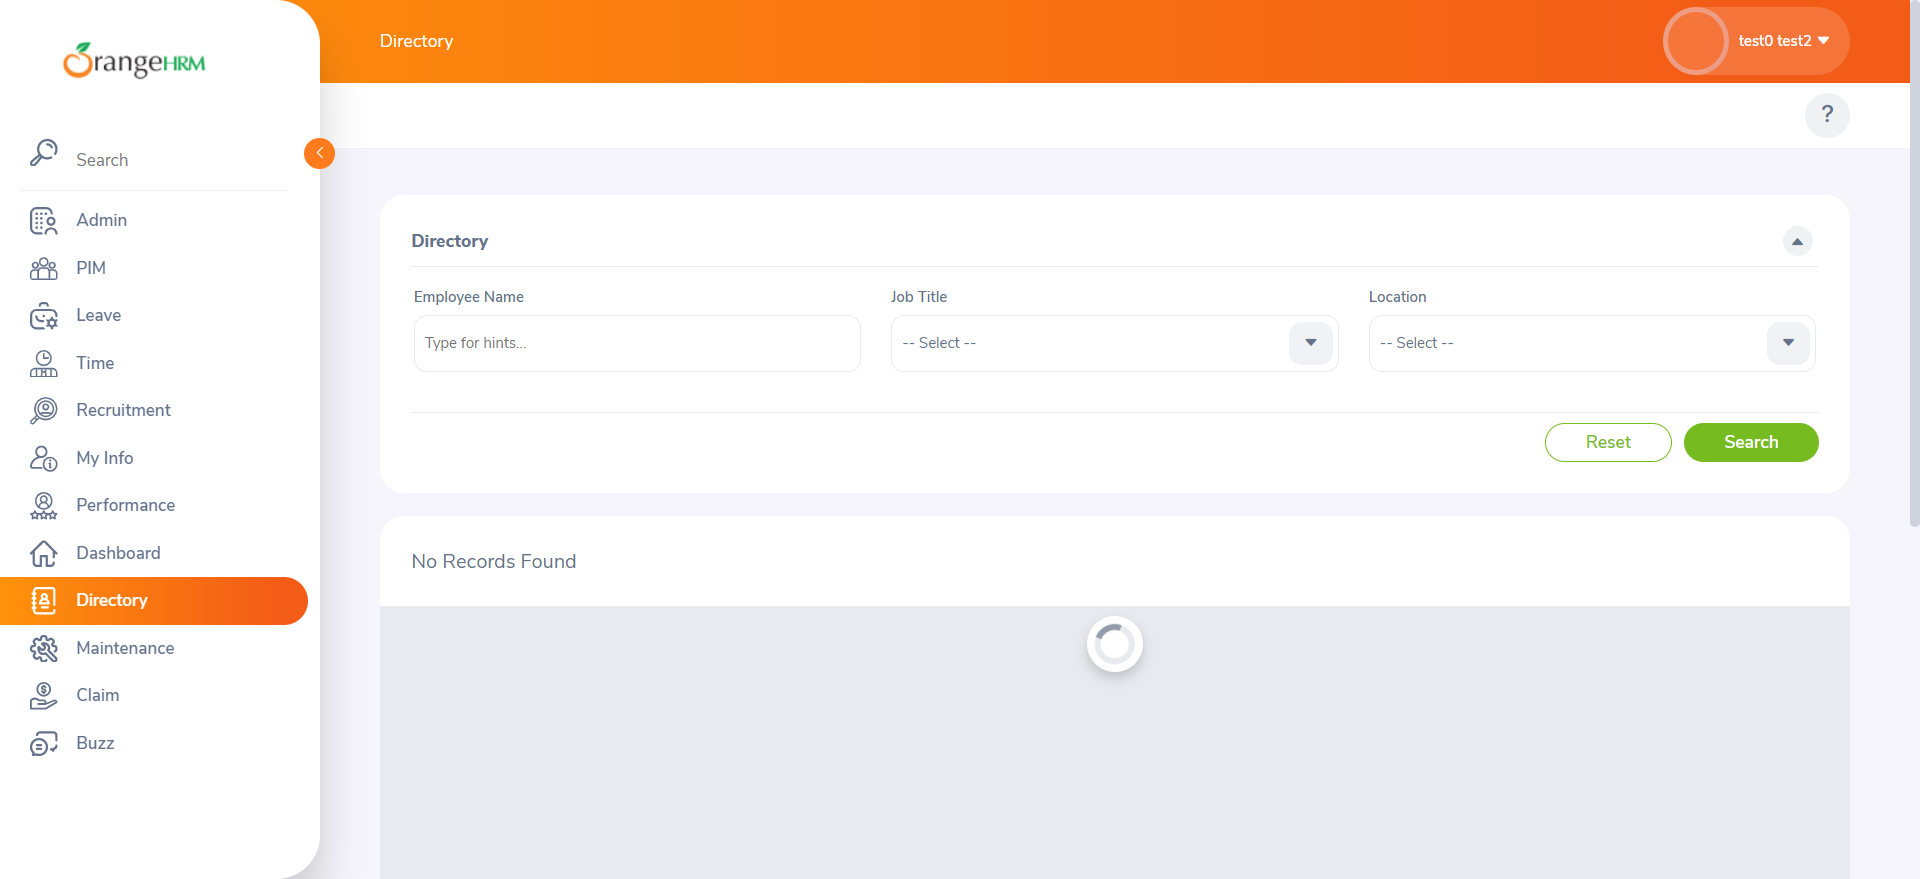 OrangeHRM
Directory
test0 test2
?
Search
Admin
PIM
Leave
Time
Recruitment
My Info
Performance
Dashboard
Directory
Maintenance
Claim
Buzz
Directory
Employee Name
Job Title
Location
Type for hints...
-- Select --
-- Select --
Reset
Search
No Records Found